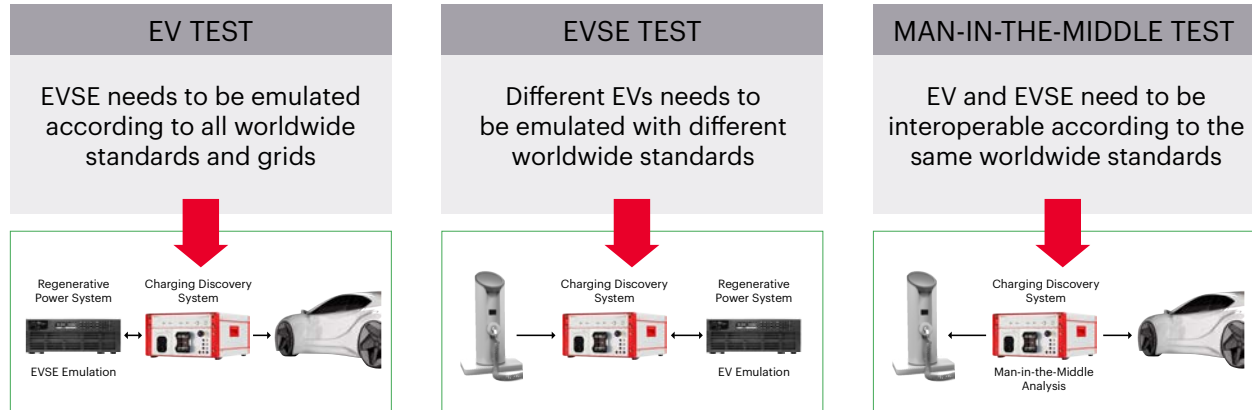 EV TEST
EVSE needs to be emulated
according to all worldwide
standards and grids
Regenerative
Power System
Charging Discovery
System
EVSE Emulation
EVSE TEST
Different EVs needs to
be emulated with different
worldwide standards
Charging Discovery
System
Regenerative
Power System
EV Emulation
MAN-IN-THE-MIDDLE TEST
EV and EVSE need to be
interoperable according to the
same worldwide standards
Charging Discovery
System
Man-in-the-Middle
Analysis